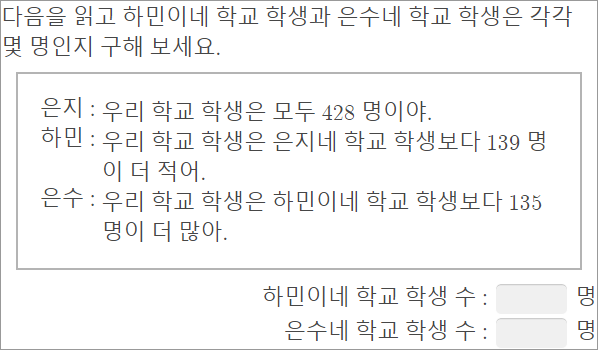 다음을 읽고 하민이네 학교 학생과 은수네 학교 학생은 각각
몇 명인지 구해 보세요.
은지 : 우리 학교 학생은 모두 428 명이야.
하민 : 우리 학교 학생은 은지네 학교 학생보다 139 명
이 더 적어.
은수 : 우리 학교 학생은 하민이네 학교 학생보다 135
명이 더 많아.
하민이네 학교 학생 수 : 명
은수네 학교 학생 수 : 명